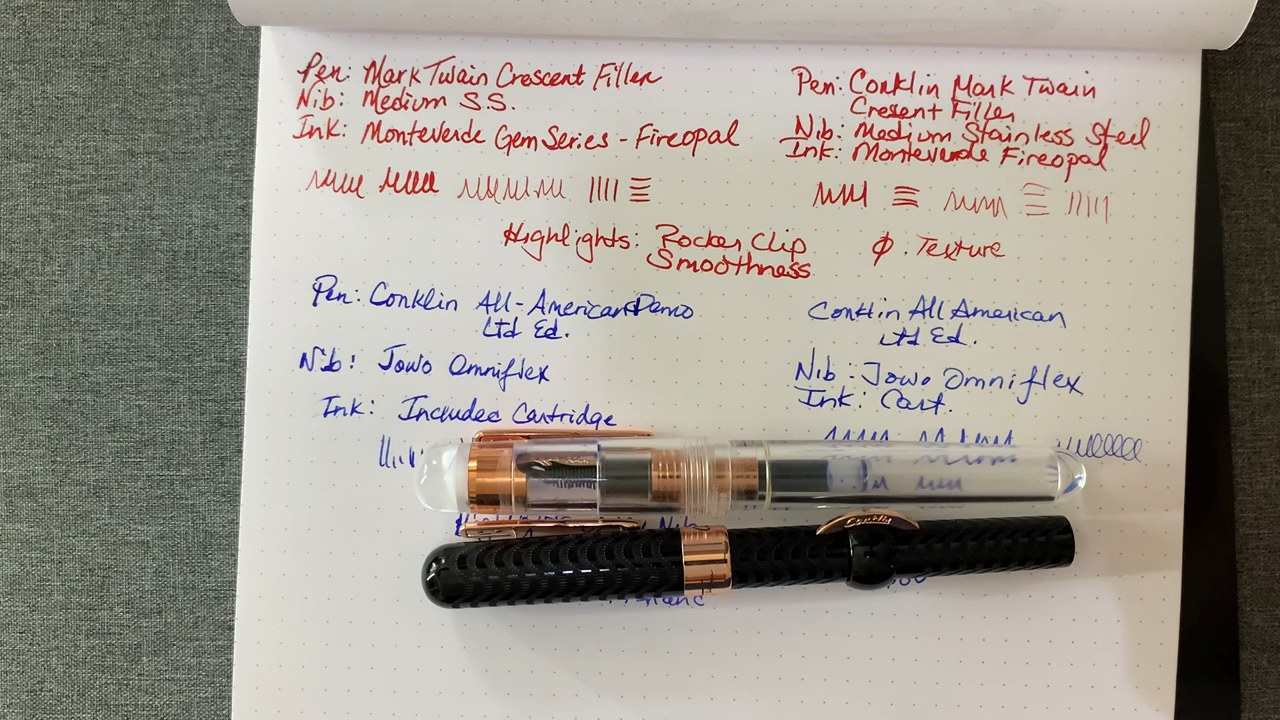 Pen: Mark Twain Crescent Filler
Nib: Medium S.S.
Ink: Monteverde Gem Series - Fireopal
Pen: Conklin Mark Twain
Cresent Filler
Nib: Medium Stainless Steel
Ink: Monteverde Fireopal
Highlights: Rocker Clip
Smoothness
φ . Texture
Pen: Conklin All-American Demo
Ltd Ed.
Nib: Jowo Omniflex
Ink: Includes Cartridge
Conklin All American
Ltd Ed.
Nib - Jowo Omniflex
Ink: Cart.
Nib
Conklin